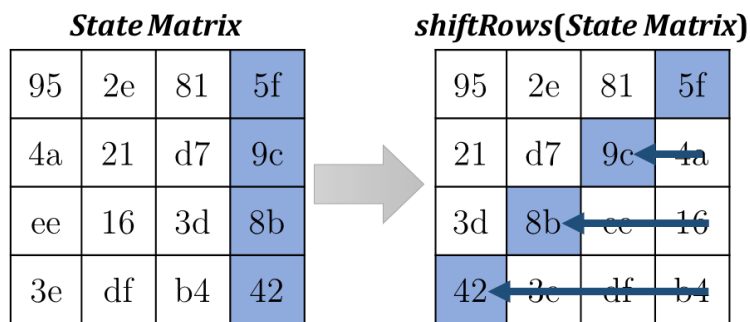 State Matrix shiftRows(State Matrix)
95 2e 81 5f 95 2e 81 5f
4a 21 d7 9c 21 d7 9c 4a
ee 16 3d 8b 3d 8b ee 16
3e df b4 42 42 3e df b4